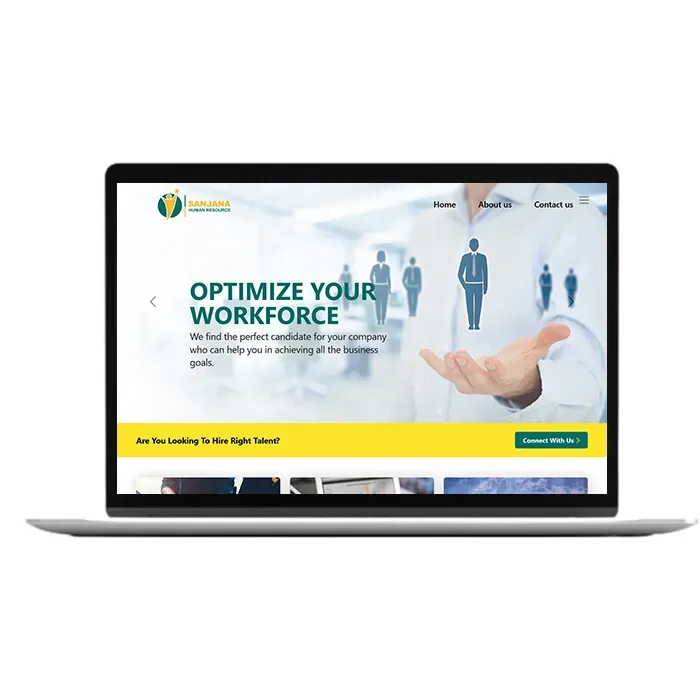 SANJANA
HUMAN RESOURCE
Home About us Contact us
OPTIMIZE YOUR
WORKFORCE
We find the perfect candidate for your company
who can help you in achieving all the business
goals.
Are You Looking To Hire Right Talent?
Connect With Us